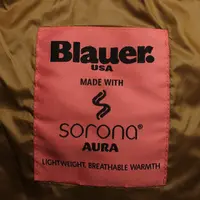 Blauer.
USA
MADE WITH
sorona®
AURA
LIGHTWEIGHT, BREATHABLE WARMTH